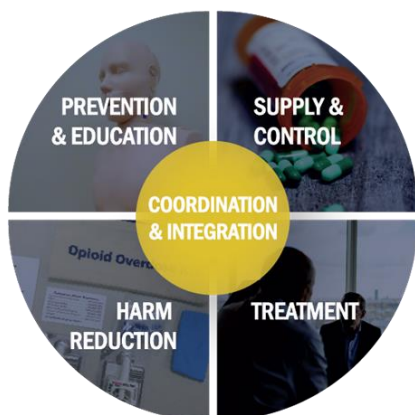 PREVENTION
& EDUCATION
SUPPLY &
CONTROL
COORDINATION
& INTEGRATION
Opioid
HARM
REDUCTION
TREATMENT